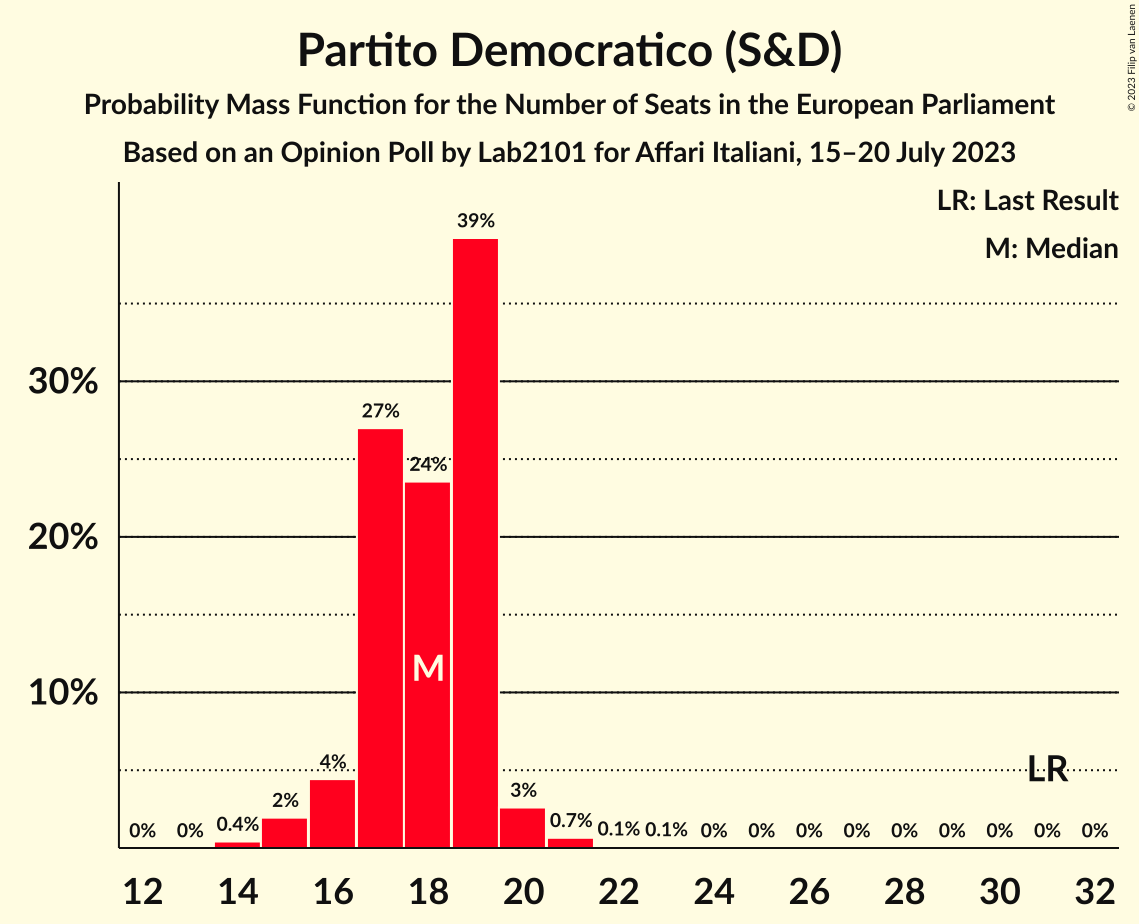 Partito Democratico (S&D)
Probability Mass Function for the Number of Seats in the European Parliament
Based on an Opinion Poll by Lab2101 for Affari Italiani, 15–20 July 2023
© 2023 Filip van Laenen
LR: Last Result
M: Median
30%
20%
10%
0% 0% 0.4% 2% 4% 27% 24% 39% 3% 0.7% 0.1% 0.1% 0% 0% 0% 0% 0% 0% 0% 0% 0%
M
LR
12 14 16 18 20 22 24 26 28 30 32